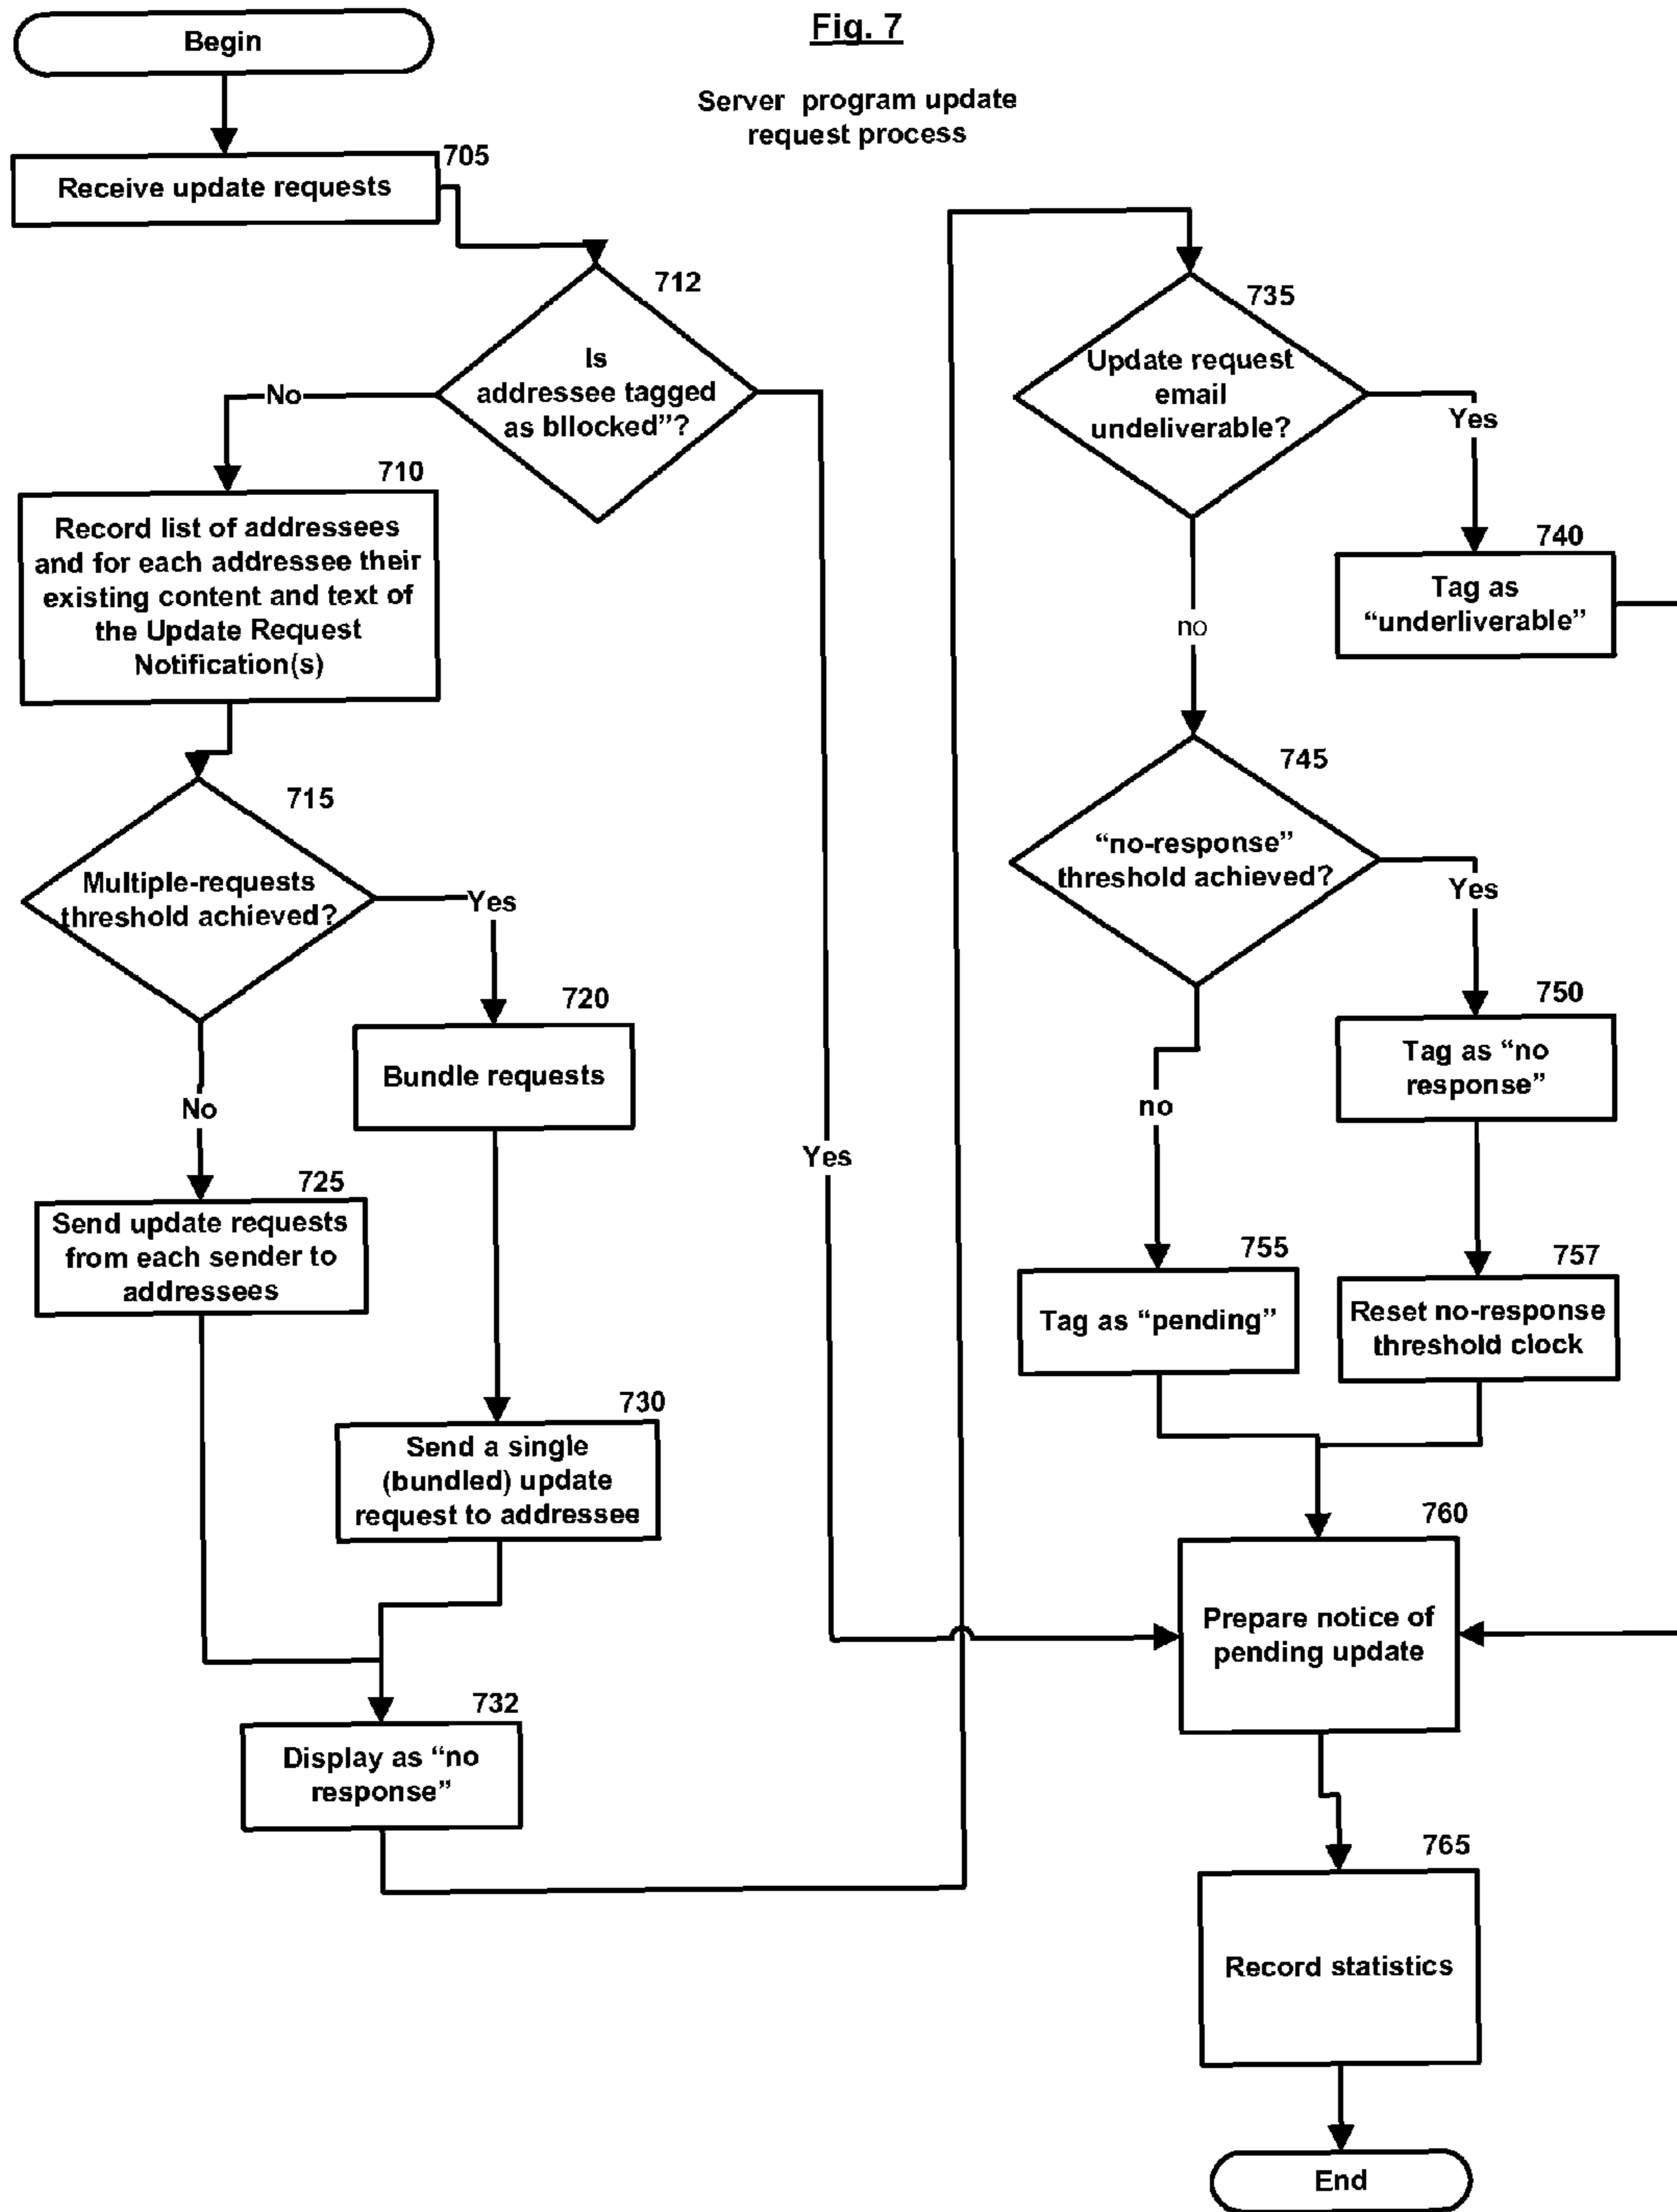 Fig. 7
Server program update
request process
Begin
705
Receive update requests
712
Is
addressee tagged
as bllocked”?
No
Yes
710
Record list of addressees
and for each addressee their
existing content and text of
the Update Request
Notification(s)
715
Multiple-requests
threshold achieved?
Yes
No
720
Bundle requests
725
Send update requests
from each sender to
addressees
730
Send a single
(bundled) update
request to addressee
732
Display as “no
response”
735
Update request
email
undeliverable?
Yes
no
740
Tag as
“underliverable”
745
“no-response”
threshold achieved?
Yes
no
750
Tag as “no
response”
755
Tag as “pending”
757
Reset no-response
threshold clock
760
Prepare notice of
pending update
765
Record statistics
End